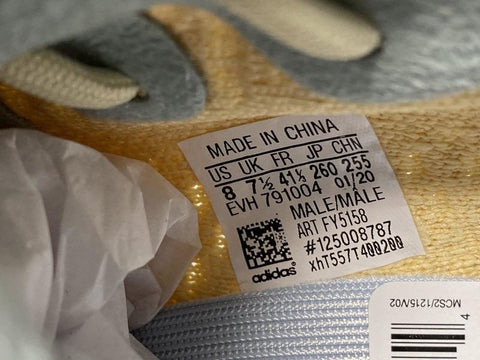 MADE IN CHINA
US UK FR JP CHN
8 7½ 41⅓ 260 255
EVH 791004 01/20
MALE/MÂLE
ART FY5158
#125008787
xhT557T400200
adidas
MCS2/1215/V02
4